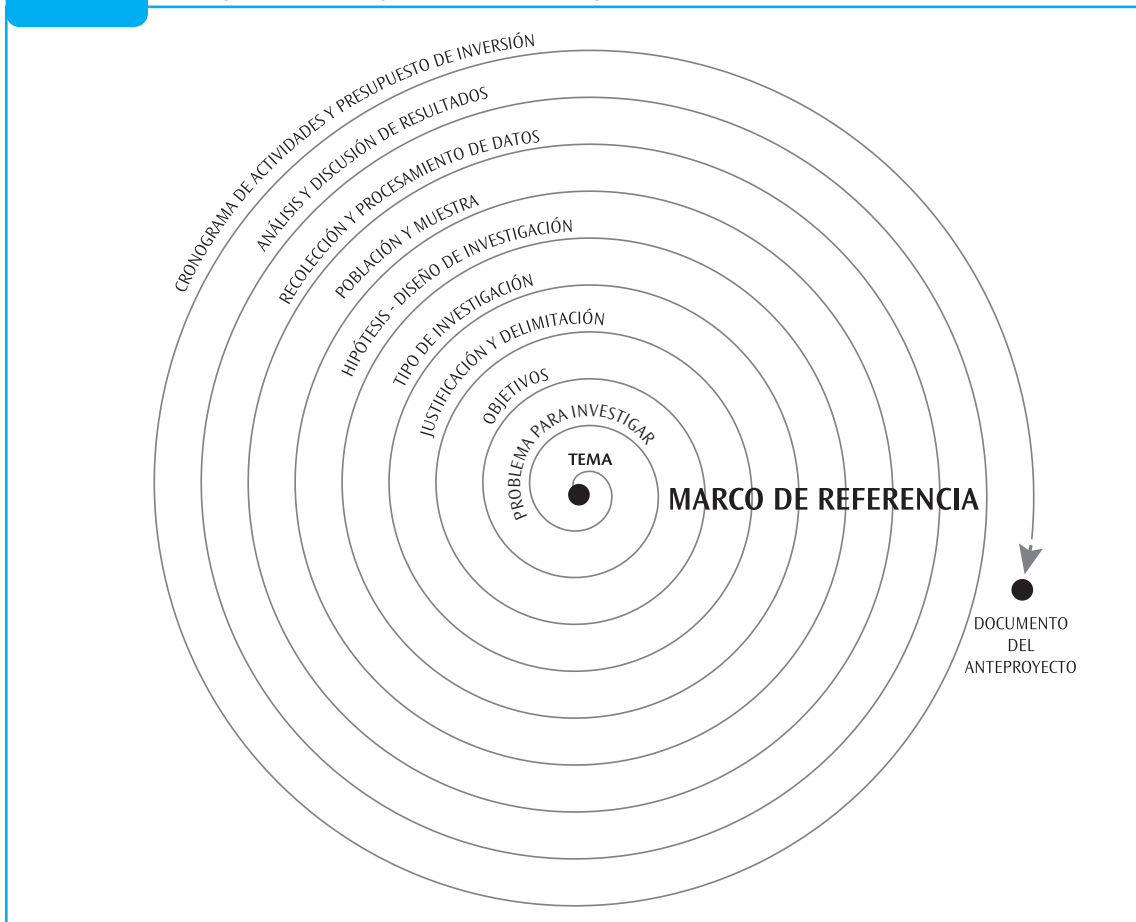 CRONOGRAMA DE ACTIVIDADES Y PRESUPUESTO DE INVERSIÓN
ANÁLISIS Y DISCUSIÓN DE RESULTADOS
RECOLECCIÓN Y PROCESAMIENTO DE DATOS
POBLACIÓN Y MUESTRA
HIPÓTESIS - DISEÑO DE INVESTIGACIÓN
TIPO DE INVESTIGACIÓN
JUSTIFICACIÓN Y DELIMITACIÓN
OBJETIVOS
PROBLEMA PARA INVESTIGAR
TEMA
MARCO DE REFERENCIA
DOCUMENTO
DEL
ANTEPROYECTO